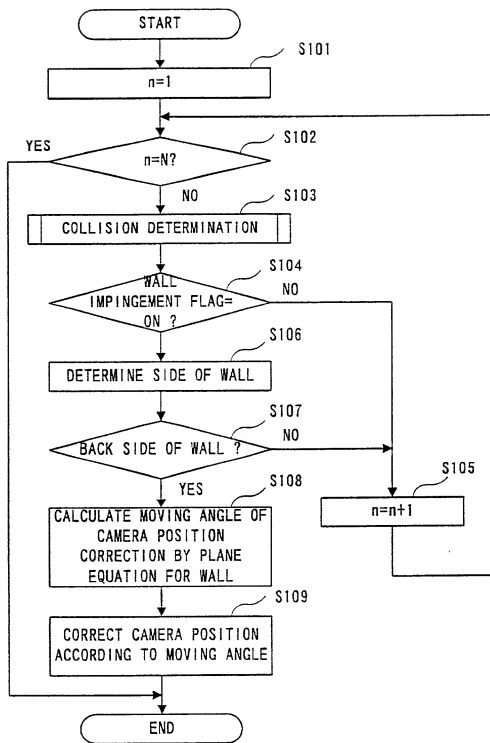 START
S101
n=1
S102
YES
n=N?
NO
S103
COLLISION DETERMINATION
S104
WALL
IMPINGEMENT FLAG=
ON ?
NO
S106
DETERMINE SIDE OF WALL
S107
BACK SIDE OF WALL ?
NO
YES
S105
n=n+1
S108
CALCULATE MOVING ANGLE OF
CAMERA POSITION
CORRECTION BY PLANE
EQUATION FOR WALL
S109
CORRECT CAMERA POSITION
ACCORDING TO MOVING ANGLE
END